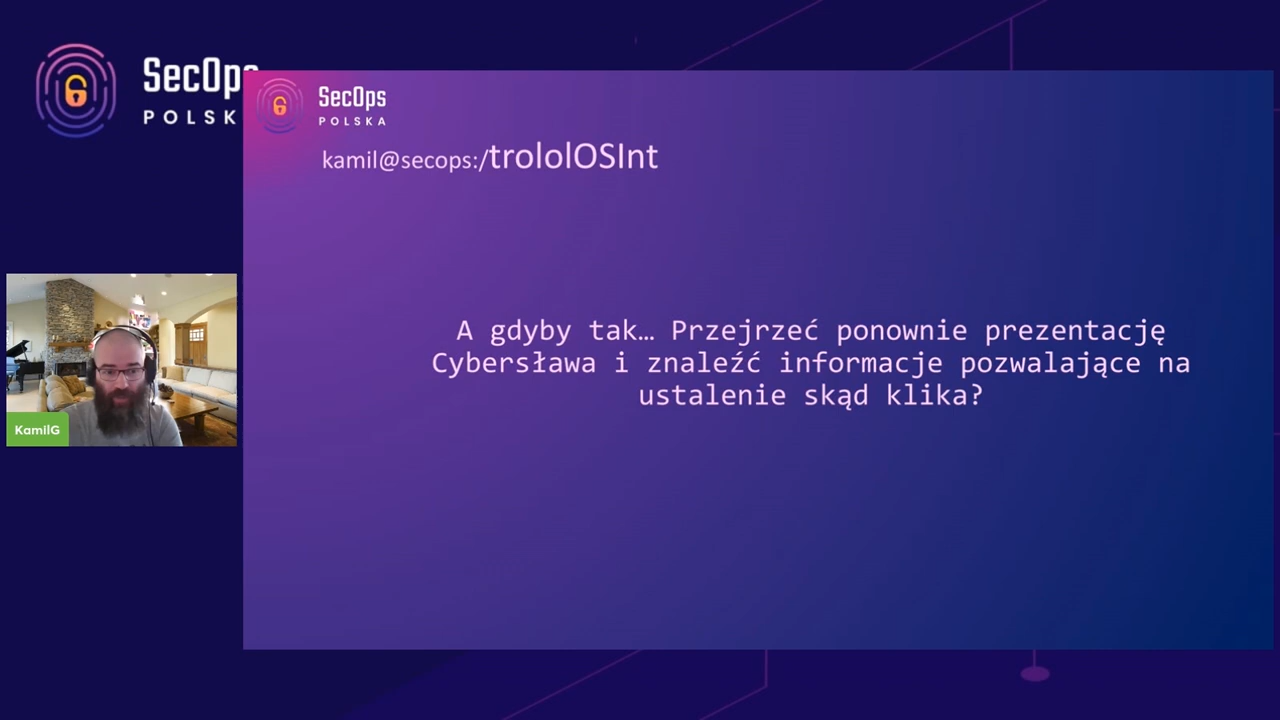 SecOps
POLSK
SecOps
POLSKA
kamil@secops:/trololOSInt
A gdyby tak… Przejrzeć ponownie prezentację
Cybersława i znaleźć informacje pozwalające na
ustalenie skąd klika?
KamilG